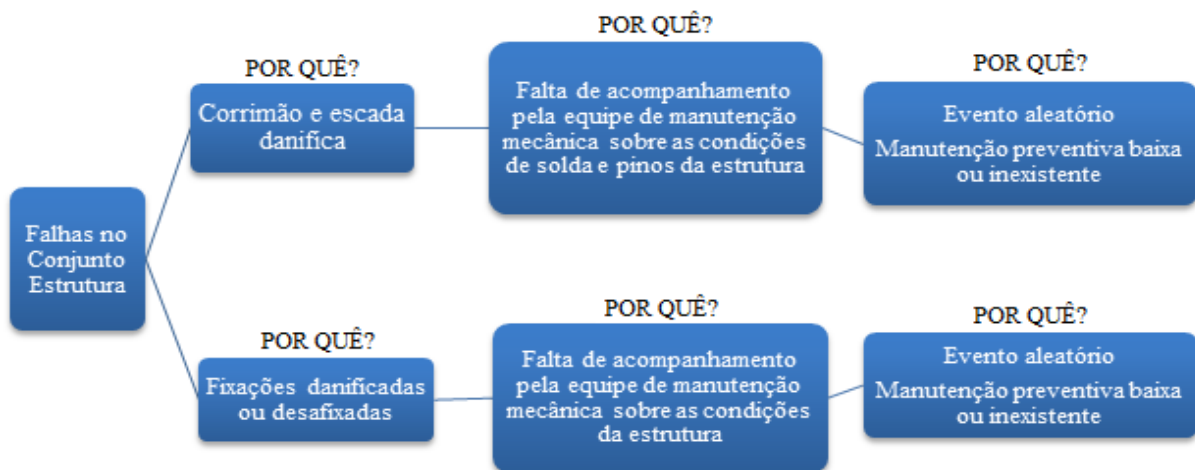 Falhas no
Conjunto
Estrutura
POR QUÊ?
Corrimão e escada
danifica
POR QUÊ?
Falta de acompanhamento
pela equipe de manutenção
mecânica sobre as condições
de solda e pinos da estrutura
POR QUÊ?
Evento aleatório
Manutenção preventiva baixa
ou inexistente
POR QUÊ?
Fixações danificadas
ou desafixadas
POR QUÊ?
Falta de acompanhamento
pela equipe de manutenção
mecânica sobre as condições
da estrutura
POR QUÊ?
Evento aleatório
Manutenção preventiva baixa
ou inexistente